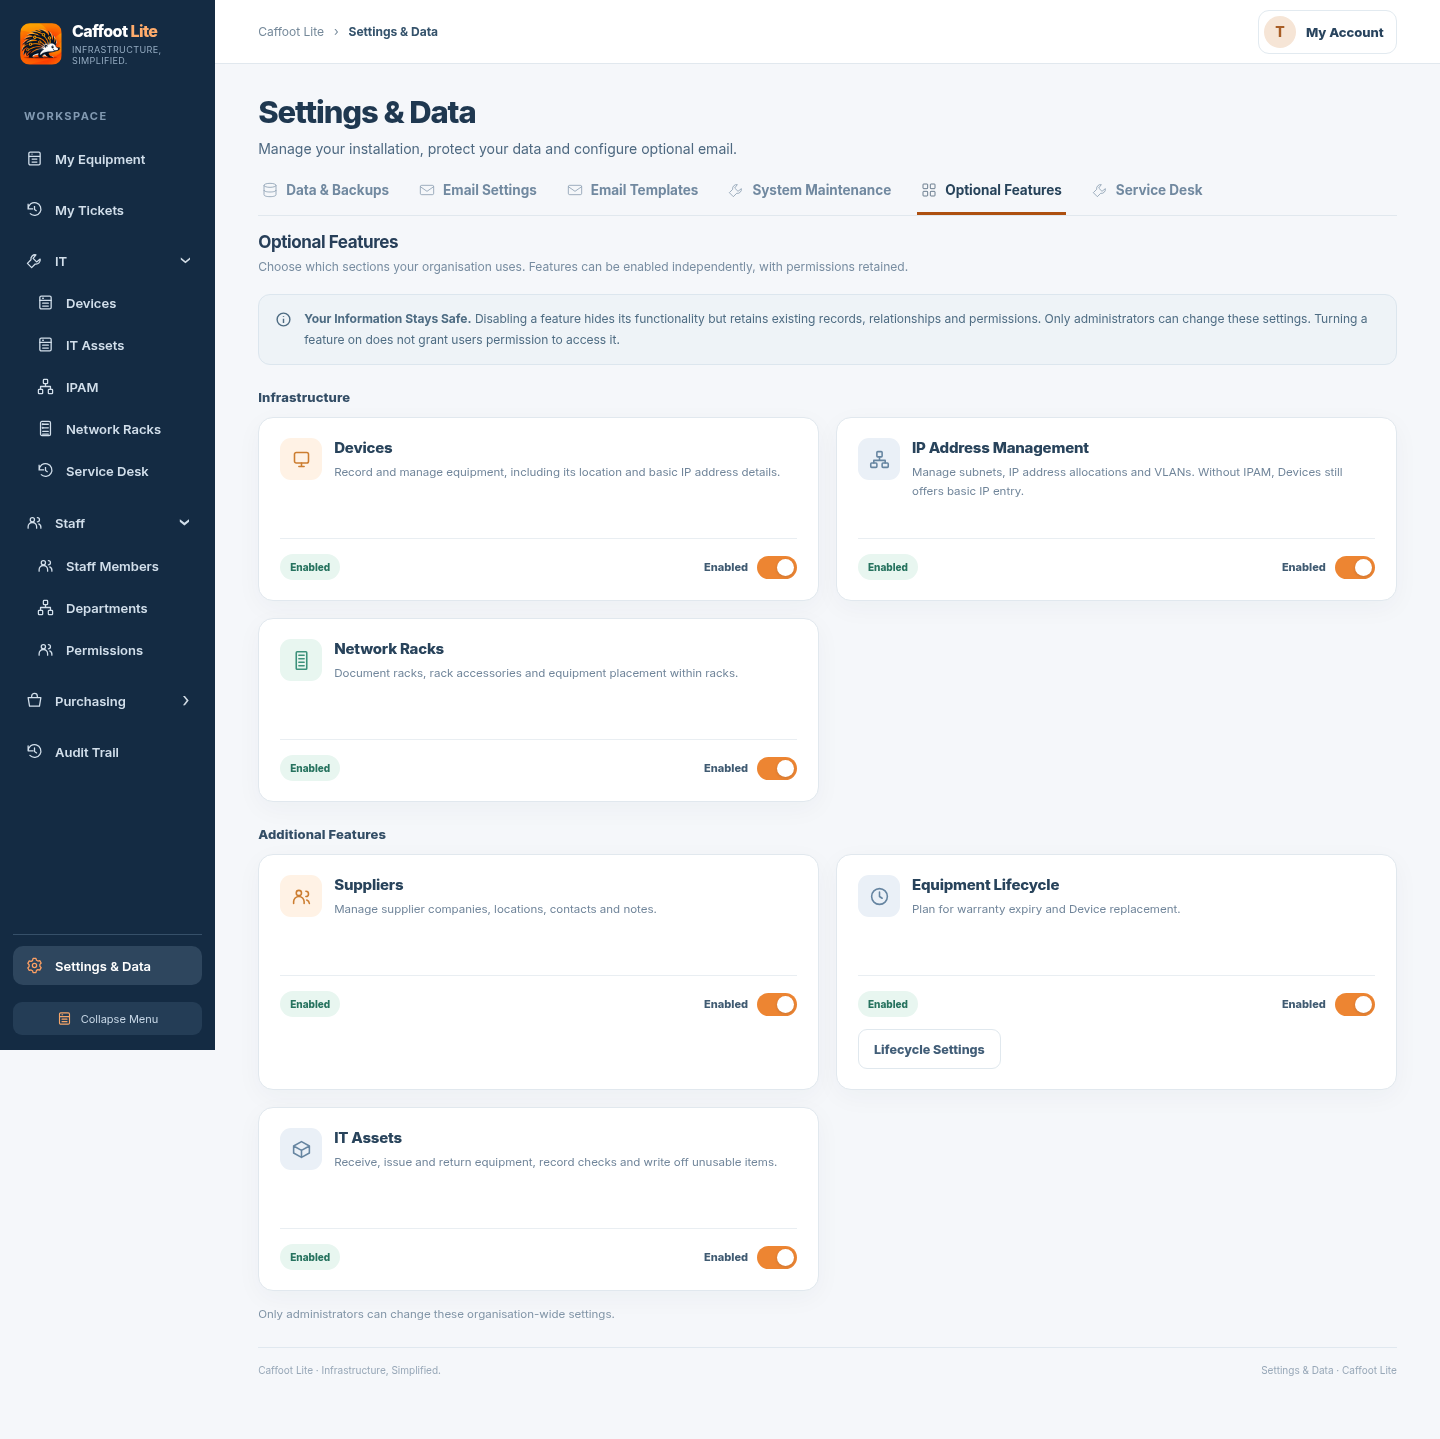 Caffoot Lite
INFRASTRUCTURE,
SIMPLIFIED.
WORKSPACE
My Equipment
My Tickets
IT
Devices
IT Assets
IPAM
Network Racks
Service Desk
Staff
Staff Members
Departments
Permissions
Purchasing
Audit Trail
Settings & Data
Collapse Menu
Caffoot Lite › Settings & Data
T My Account
Settings & Data
Manage your installation, protect your data and configure optional email.
Data & Backups Email Settings Email Templates System Maintenance Optional Features Service Desk
Optional Features
Choose which sections your organisation uses. Features can be enabled independently, with permissions retained.
Your Information Stays Safe. Disabling a feature hides its functionality but retains existing records, relationships and permissions. Only administrators can change these settings. Turning a
feature on does not grant users permission to access it.
Infrastructure
Devices
Record and manage equipment, including its location and basic IP address details.
Enabled Enabled
IP Address Management
Manage subnets, IP address allocations and VLANs. Without IPAM, Devices still
offers basic IP entry.
Enabled Enabled
Network Racks
Document racks, rack accessories and equipment placement within racks.
Enabled Enabled
Additional Features
Suppliers
Manage supplier companies, locations, contacts and notes.
Enabled Enabled
Equipment Lifecycle
Plan for warranty expiry and Device replacement.
Enabled Enabled
Lifecycle Settings
IT Assets
Receive, issue and return equipment, record checks and write off unusable items.
Enabled Enabled
Only administrators can change these organisation-wide settings.
Caffoot Lite · Infrastructure, Simplified. Settings & Data · Caffoot Lite